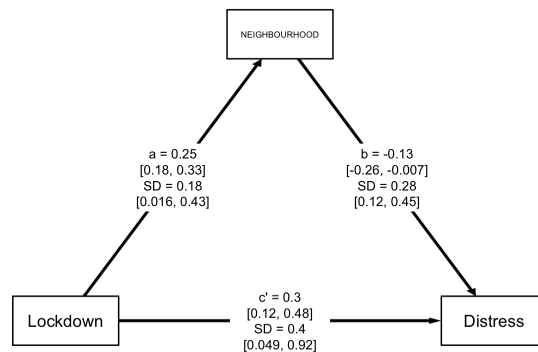 NEIGHBOURHOOD
a = 0.25
[0.18, 0.33]
SD = 0.18
[0.016, 0.43]
b = -0.13
[-0.26, -0.007]
SD = 0.28
[0.12, 0.45]
Lockdown
c' = 0.3
[0.12, 0.48]
SD = 0.4
[0.049, 0.92]
Distress